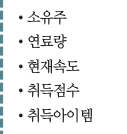 • 소유주
• 연료량
• 현재속도
• 취득점수
• 취득아이템